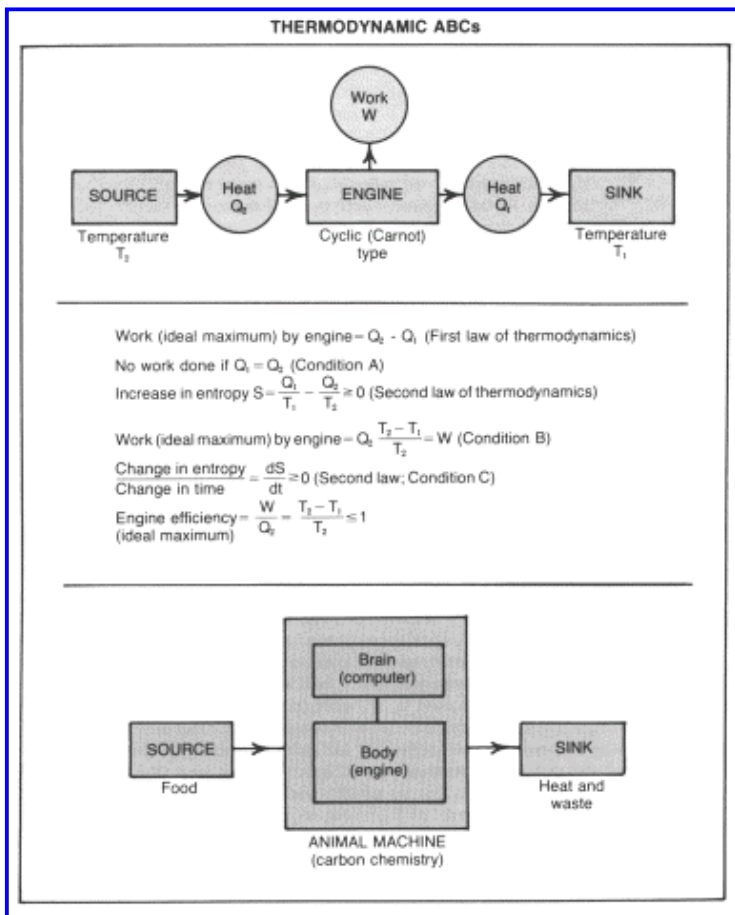 THERMODYNAMIC ABCs
Work
W
SOURCE
Heat
Q₂
ENGINE
Heat
Q₁
SINK
Temperature
T₂
Cyclic (Carnot)
type
Temperature
T₁
Work (ideal maximum) by engine = Q₂ - Q₁ (First law of thermodynamics)
No work done if Q₁ = Q₂ (Condition A)
Increase in entropy S = Q₁/T₁ − Q₂/T₂ ≥ 0 (Second law of thermodynamics)
Work (ideal maximum) by engine = Q₂ (T₂ − T₁)/T₂ = W (Condition B)
Change in entropy/Change in time = dS/dt ≥ 0 (Second law; Condition C)
Engine efficiency = W/Q₂ = (T₂ − T₁)/T₂ ≤ 1
(ideal maximum)
Brain
(computer)
SOURCE
Body
(engine)
SINK
Food
Heat and
waste
ANIMAL MACHINE
(carbon chemistry)